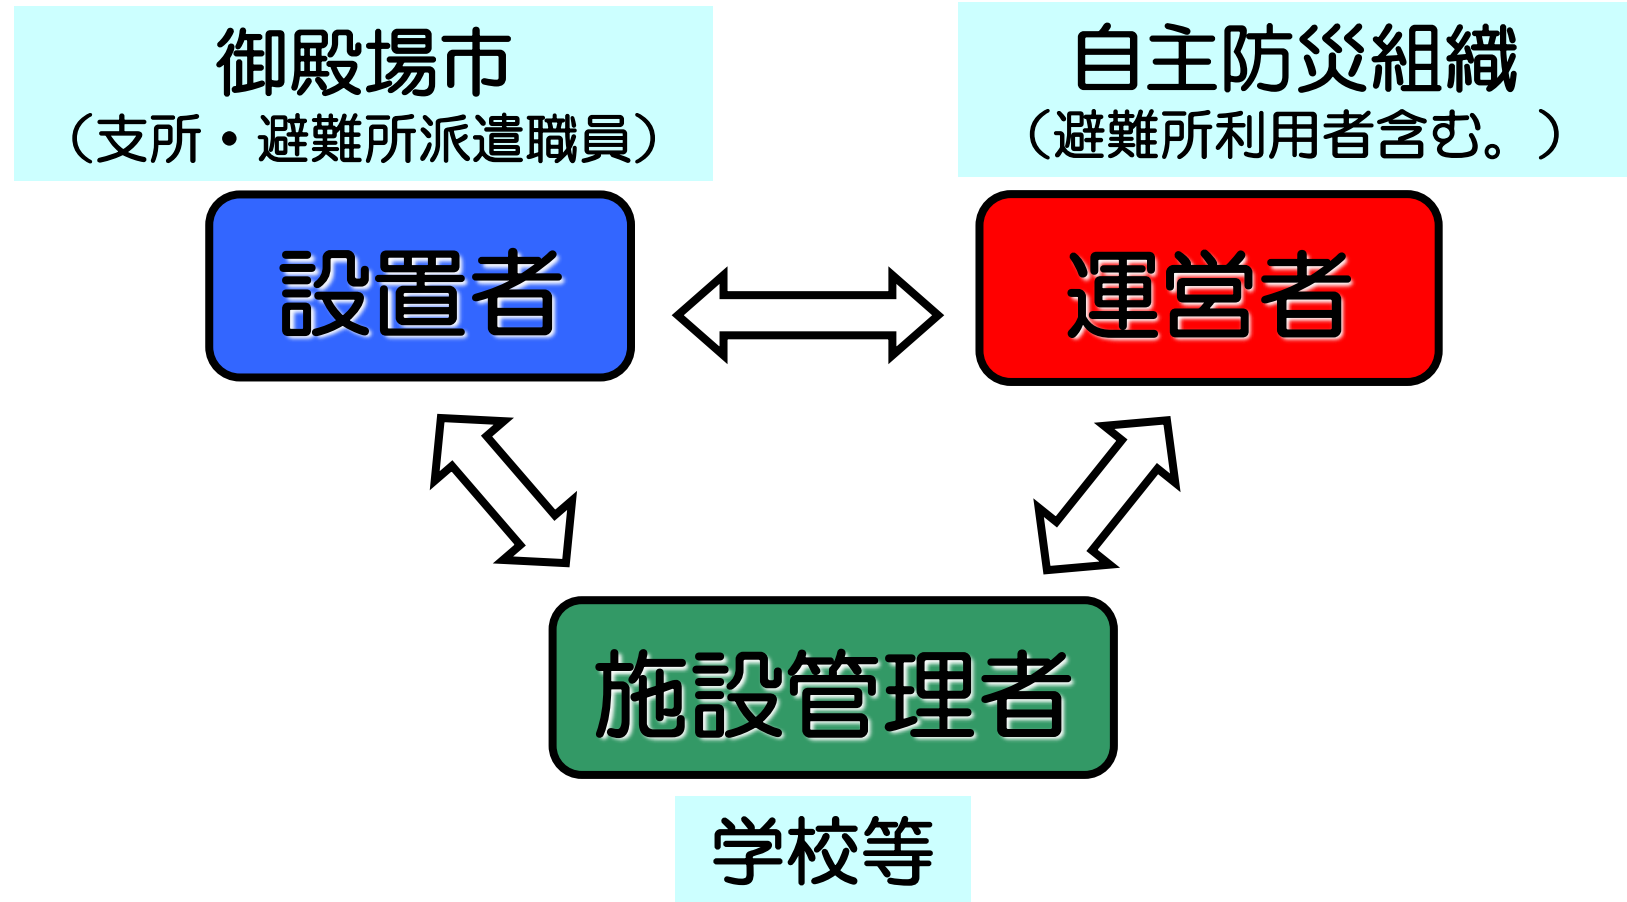 御殿場市
（支所・避難所派遣職員）
自主防災組織
（避難所利用者含む。）
設置者
運営者
施設管理者
学校等